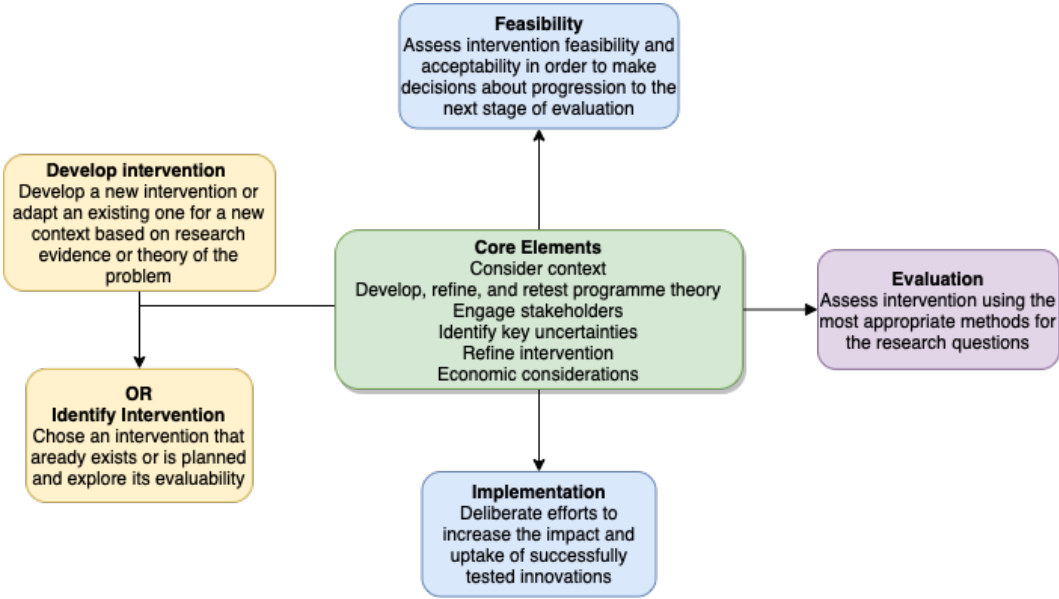 Feasibility
Assess intervention feasibility and
acceptability in order to make
decisions about progression to the
next stage of evaluation
Develop intervention
Develop a new intervention or
adapt an existing one for a new
context based on research
evidence or theory of the
problem
Core Elements
Consider context
Develop, refine, and retest programme theory
Engage stakeholders
Identify key uncertainties
Refine intervention
Economic considerations
Evaluation
Assess intervention using the
most appropriate methods for
the research questions
OR
Identify Intervention
Chose an intervention that
aready exists or is planned
and explore its evaluability
Implementation
Deliberate efforts to
increase the impact and
uptake of successfully
tested innovations